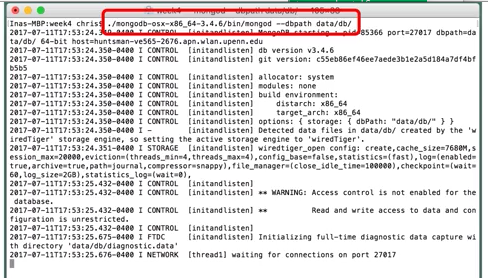 week4 — mongod --dbpath data/db/
Inas-MBP:week4 chriss$ ./mongodb-osx-x86_64-3.4.6/bin/mongod --dbpath data/db/
2017-07-11T17:53:24.350-0400 I CONTROL  [initandlisten] MongoDB starting : pid=85366 port=27017 dbpath=da
ta/db/ 64-bit host=huntsman-ve565-2676.apn.wlan.upenn.edu
2017-07-11T17:53:24.350-0400 I CONTROL  [initandlisten] db version v3.4.6
2017-07-11T17:53:24.350-0400 I CONTROL  [initandlisten] git version: c55eb86ef46ee7aede3b1e2a5d184a7df4bf
b5b5
2017-07-11T17:53:24.350-0400 I CONTROL  [initandlisten] allocator: system
2017-07-11T17:53:24.350-0400 I CONTROL  [initandlisten] modules: none
2017-07-11T17:53:24.350-0400 I CONTROL  [initandlisten] build environment:
2017-07-11T17:53:24.350-0400 I CONTROL  [initandlisten]     distarch: x86_64
2017-07-11T17:53:24.350-0400 I CONTROL  [initandlisten]     target_arch: x86_64
2017-07-11T17:53:24.350-0400 I CONTROL  [initandlisten] options: { storage: { dbPath: "data/db/" } }
2017-07-11T17:53:24.350-0400 I -        [initandlisten] Detected data files in data/db/ created by the 'w
iredTiger' storage engine, so setting the active storage engine to 'wiredTiger'.
2017-07-11T17:53:24.350-0400 I STORAGE  [initandlisten] wiredtiger_open config: create,cache_size=7680M,s
ession_max=20000,eviction=(threads_min=4,threads_max=4),config_base=false,statistics=(fast),log=(enabled=
true,archive=true,path=journal,compressor=snappy),file_manager=(close_idle_time=100000),checkpoint=(wait=
60,log_size=2GB),statistics_log=(wait=0),
2017-07-11T17:53:25.432-0400 I CONTROL  [initandlisten]
2017-07-11T17:53:25.432-0400 I CONTROL  [initandlisten] ** WARNING: Access control is not enabled for the
 database.
2017-07-11T17:53:25.432-0400 I CONTROL  [initandlisten] **          Read and write access to data and con
figuration is unrestricted.
2017-07-11T17:53:25.432-0400 I CONTROL  [initandlisten]
2017-07-11T17:53:25.675-0400 I FTDC     [initandlisten] Initializing full-time diagnostic data capture wi
th directory 'data/db/diagnostic.data'
2017-07-11T17:53:25.676-0400 I NETWORK  [thread1] waiting for connections on port 27017